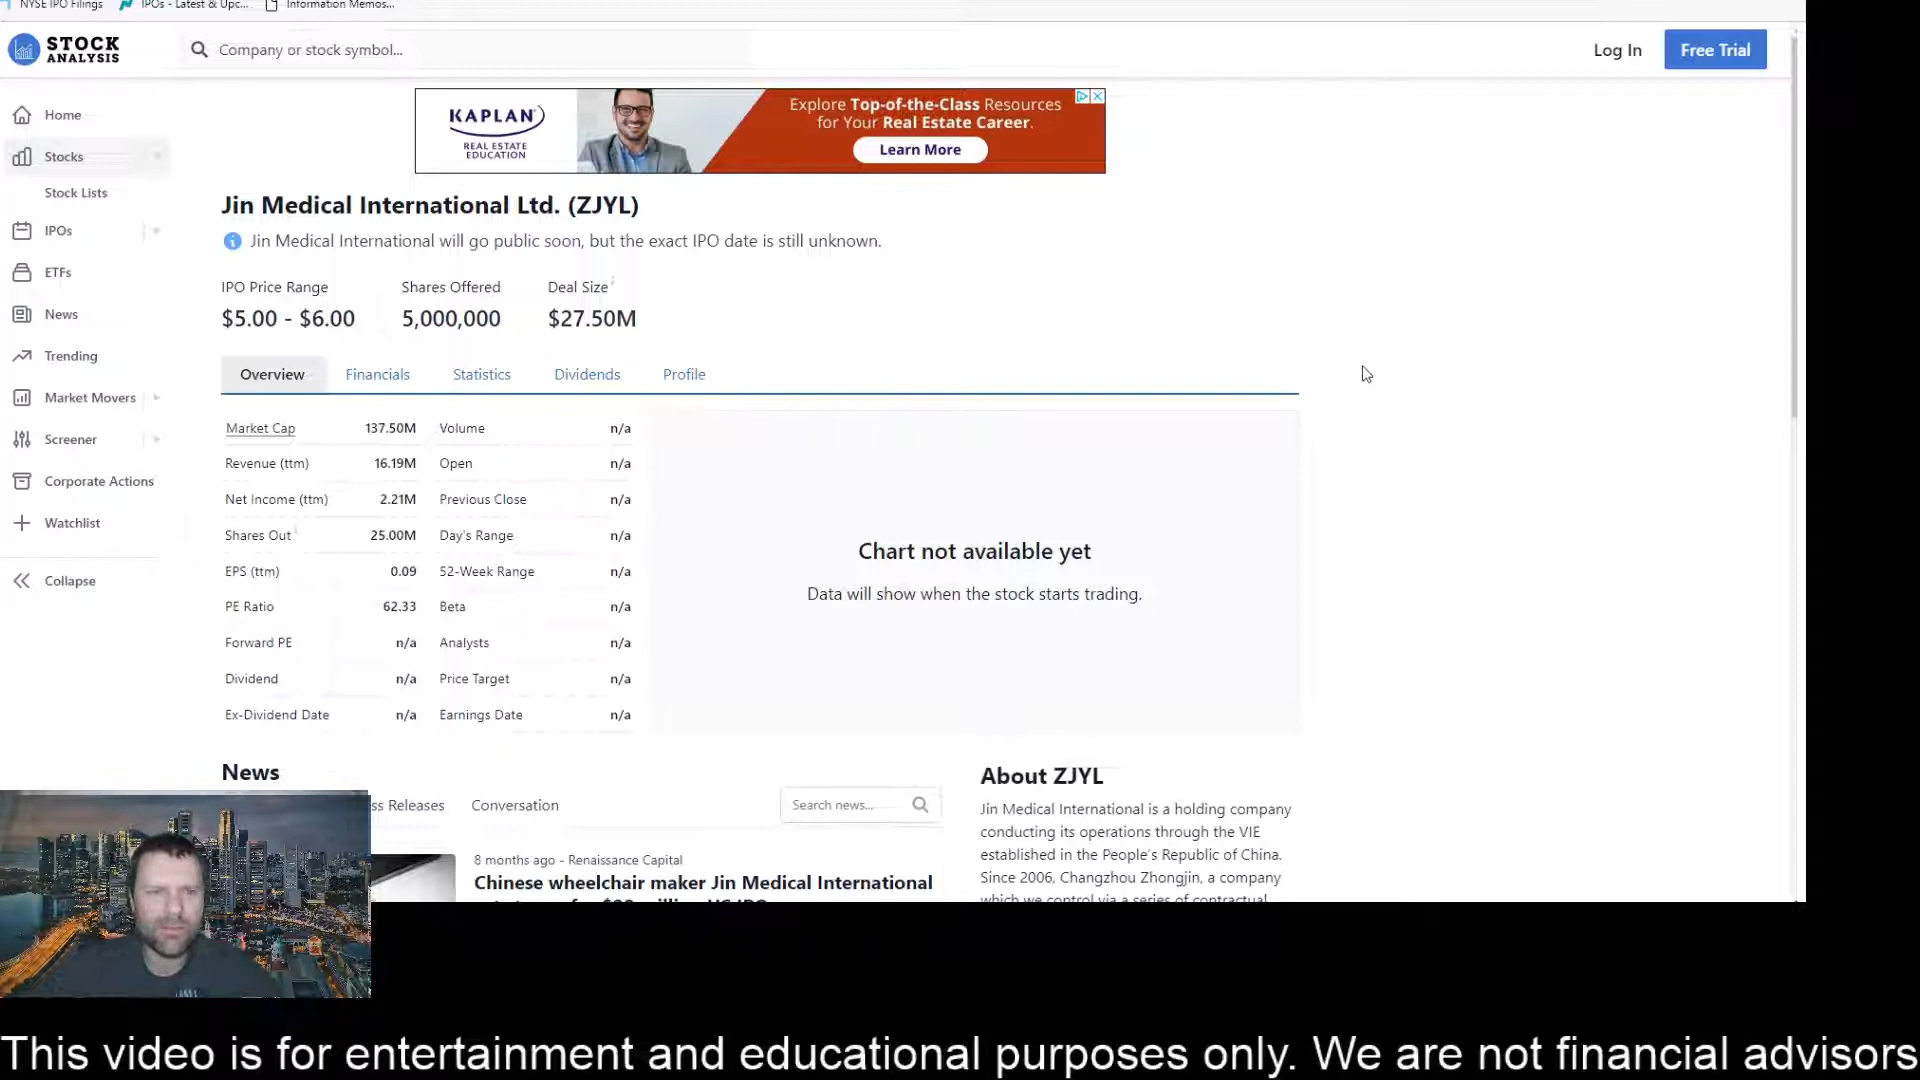 NYSE IPO Filings
IPOs - Latest & Upc...
Information Memos...
STOCK
ANALYSIS
Company or stock symbol...
Log In
Free Trial
Home
Stocks
Stock Lists
IPOs
ETFs
News
Trending
Market Movers
Screener
Corporate Actions
Watchlist
Collapse
KAPLAN
REAL ESTATE
EDUCATION
Explore Top-of-the-Class Resources
for Your Real Estate Career.
Learn More
Jin Medical International Ltd. (ZJYL)
Jin Medical International will go public soon, but the exact IPO date is still unknown.
IPO Price Range Shares Offered Deal Size
$5.00 - $6.00 5,000,000 $27.50M
Overview Financials Statistics Dividends Profile
Market Cap 137.50M Volume n/a
Revenue (ttm) 16.19M Open n/a
Net Income (ttm) 2.21M Previous Close n/a
Shares Out 25.00M Day's Range n/a
EPS (ttm) 0.09 52-Week Range n/a
PE Ratio 62.33 Beta n/a
Forward PE n/a Analysts n/a
Dividend n/a Price Target n/a
Ex-Dividend Date n/a Earnings Date n/a
Chart not available yet
Data will show when the stock starts trading.
News
ss Releases Conversation Search news...
8 months ago - Renaissance Capital
Chinese wheelchair maker Jin Medical International
About ZJYL
Jin Medical International is a holding company
conducting its operations through the VIE
established in the People's Republic of China.
Since 2006, Changzhou Zhongjin, a company
which we control via a series of contractual
This video is for entertainment and educational purposes only. We are not financial advisors